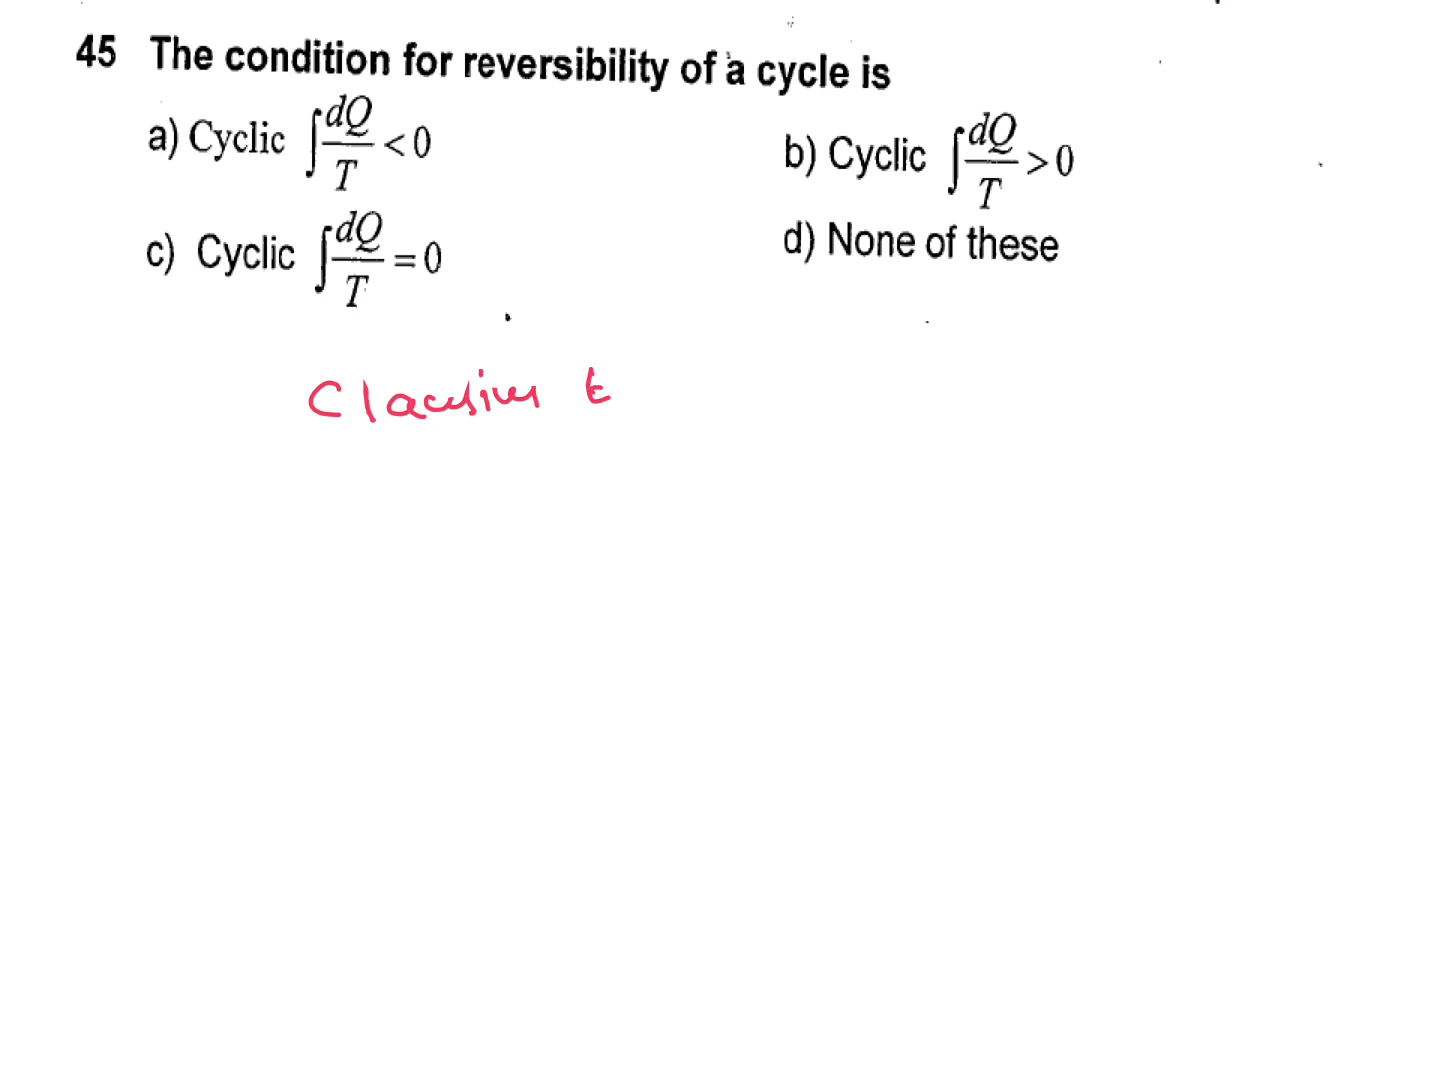 45 The condition for reversibility of a cycle is
a) Cyclic ∫dQ/T < 0
b) Cyclic ∫dQ/T > 0
c) Cyclic ∫dQ/T = 0
d) None of these